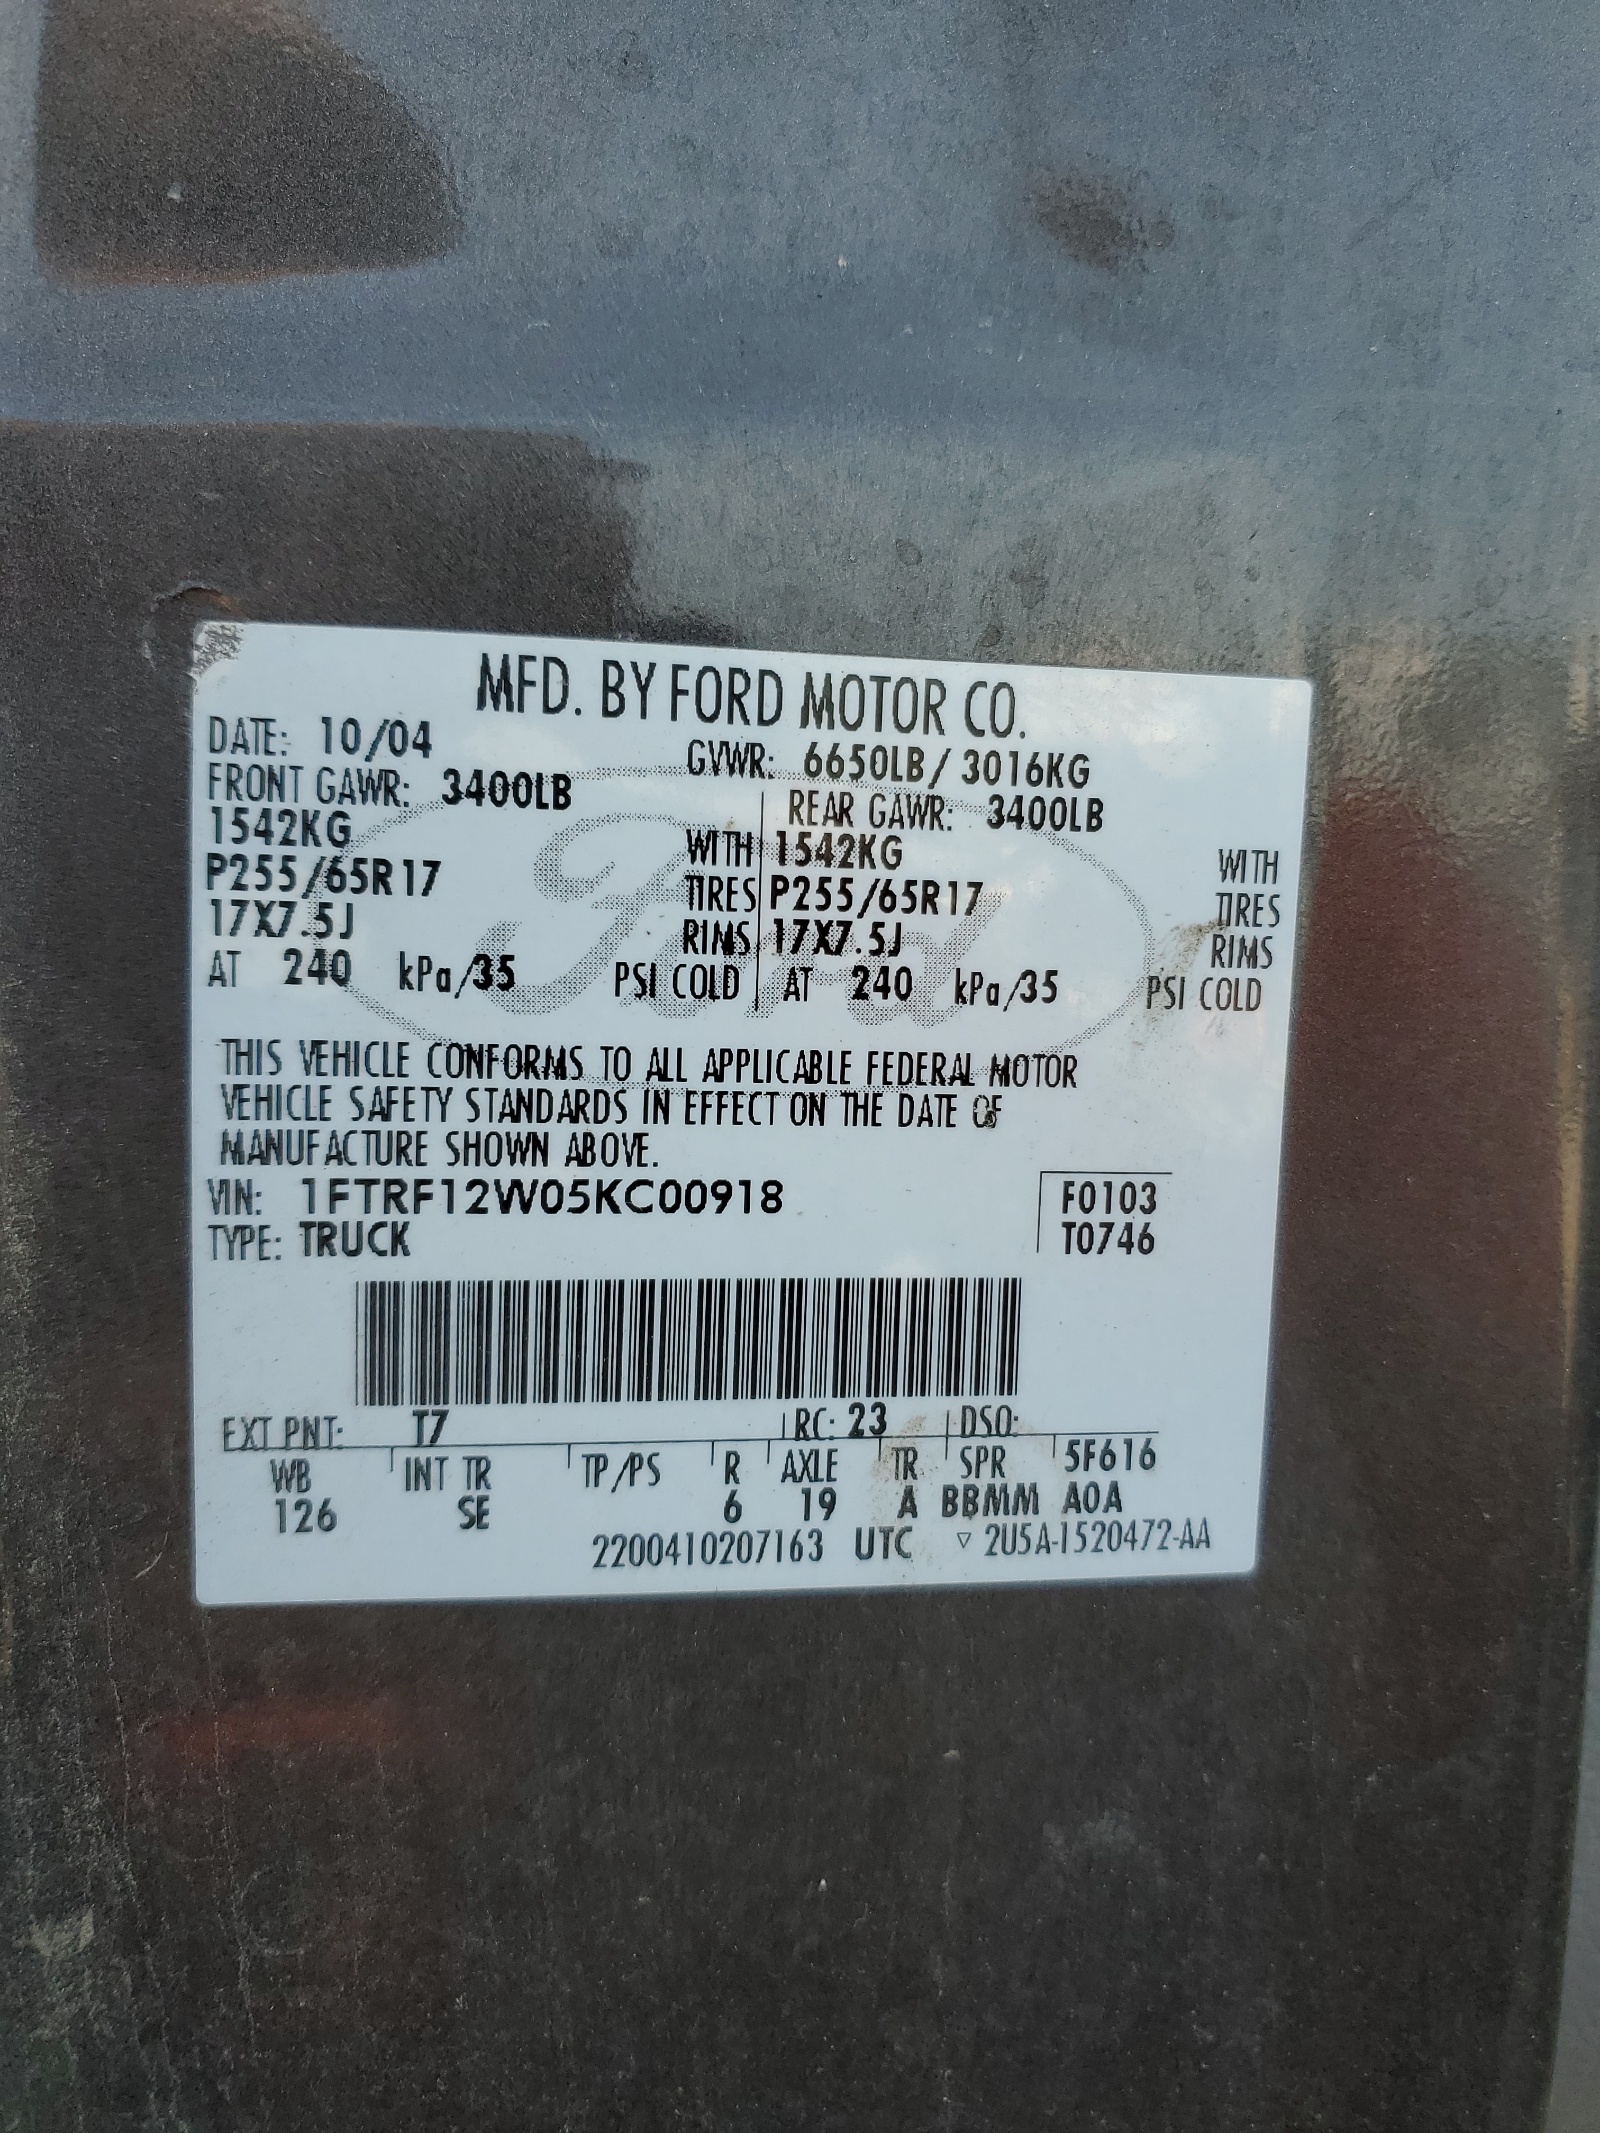 MFD. BY FORD MOTOR CO.
DATE: 10/04 GVWR: 6650LB/3016KG
FRONT GAWR: 3400LB REAR GAWR: 3400LB
1542KG WITH 1542KG WITH
P255/65R17 TIRES P255/65R17 TIRES
17X7.5J RIMS 17X7.5J RIMS
AT 240 kPa/35 PSI COLD AT 240 kPa/35 PSI COLD
Ford
THIS VEHICLE CONFORMS TO ALL APPLICABLE FEDERAL MOTOR
VEHICLE SAFETY STANDARDS IN EFFECT ON THE DATE OF
MANUFACTURE SHOWN ABOVE.
VIN: 1FTRF12W05KC00918 F0103
TYPE: TRUCK T0746
EXT PNT: T7 RC: 23 DSO:
WB INT TR TP/PS R AXLE TR SPR 5F616
126 SE 6 19 A BBMM A0A
2200410207163 UTC ▽ 2U5A-1520472-AA